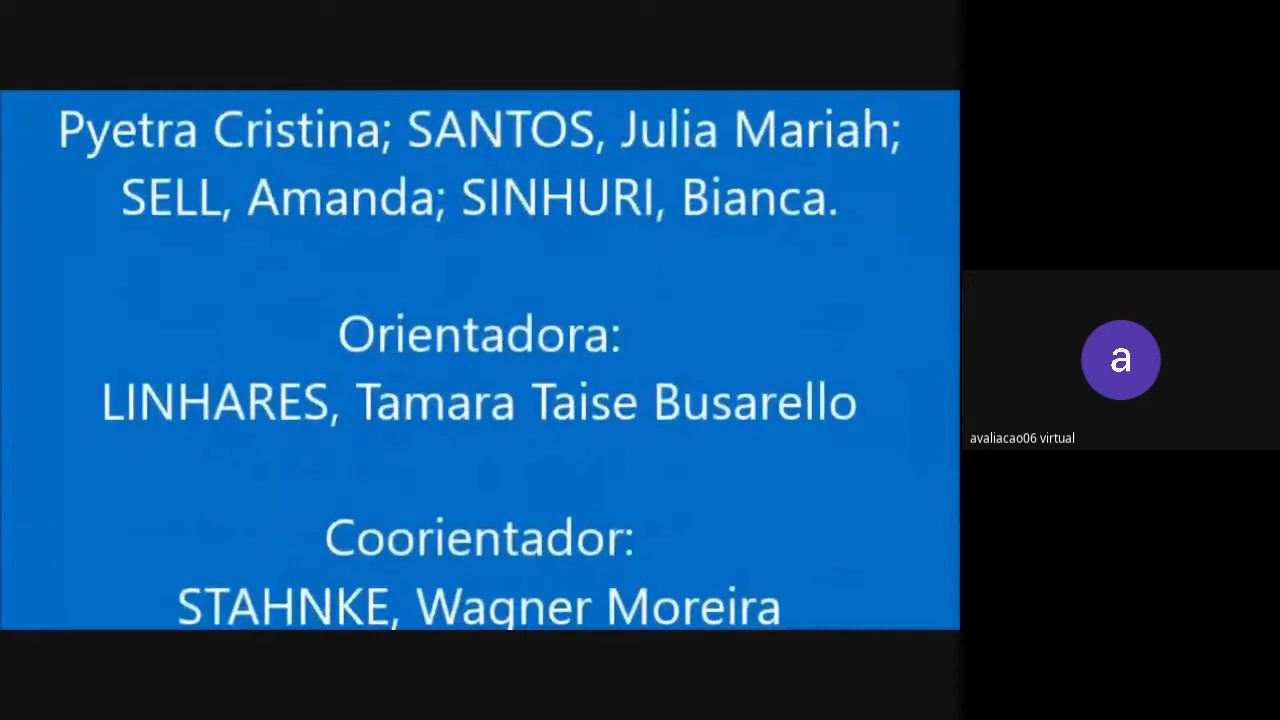 Pyetra Cristina; SANTOS, Julia Mariah;
SELL, Amanda; SINHURI, Bianca.
Orientadora:
LINHARES, Tamara Taise Busarello
Coorientador:
STAHNKE, Wagner Moreira
a
avaliacao06 virtual